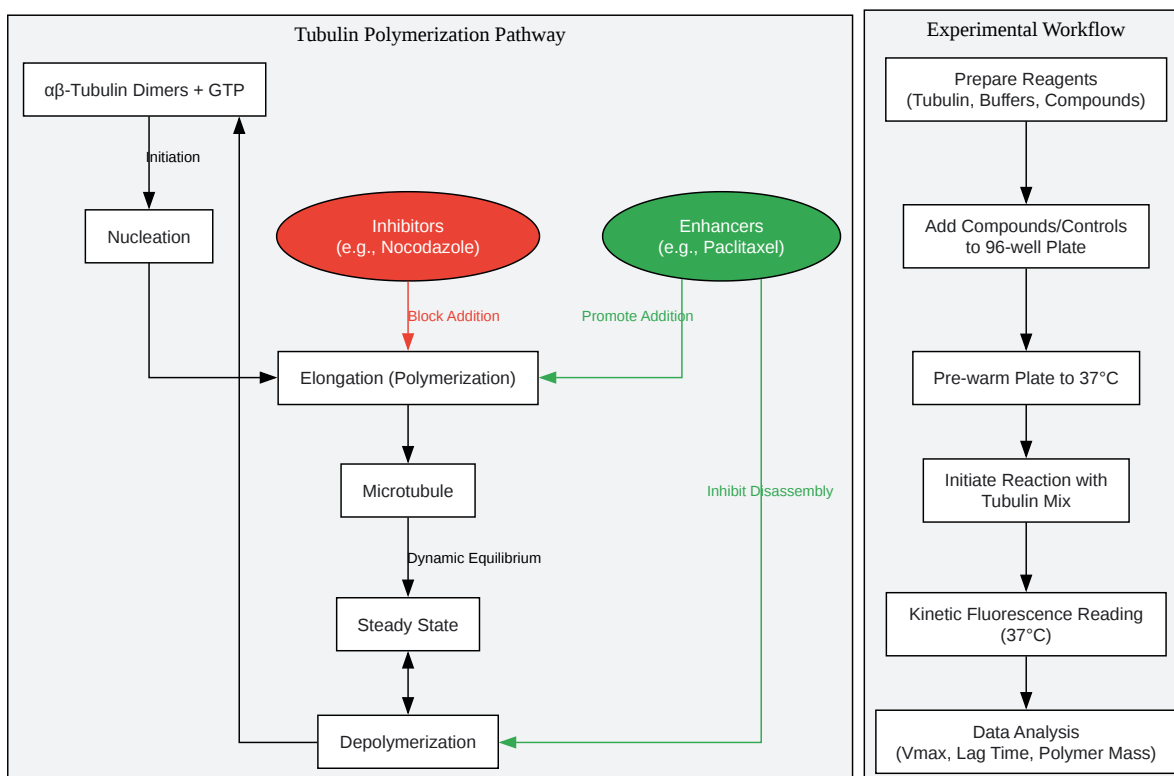 Tubulin Polymerization Pathway
αβ-Tubulin Dimers + GTP
Initiation
Nucleation
Inhibitors
(e.g., Nocodazole)
Enhancers
(e.g., Paclitaxel)
Block Addition
Promote Addition
Elongation (Polymerization)
Microtubule
Inhibit Disassembly
Dynamic Equilibrium
Steady State
Depolymerization
Experimental Workflow
Prepare Reagents
(Tubulin, Buffers, Compounds)
Add Compounds/Controls
to 96-well Plate
Pre-warm Plate to 37°C
Initiate Reaction with
Tubulin Mix
Kinetic Fluorescence Reading
(37°C)
Data Analysis
(Vmax, Lag Time, Polymer Mass)